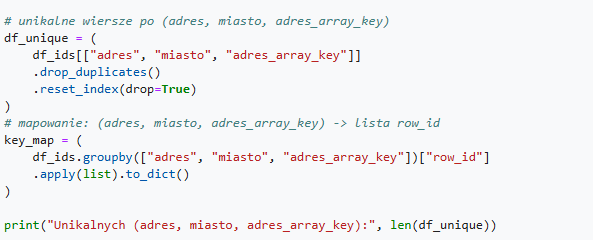 # unikalne wiersze po (adres, miasto, adres_array_key)
df_unique = (
    df_ids[["adres", "miasto", "adres_array_key"]]
    .drop_duplicates()
    .reset_index(drop=True)
)
# mapowanie: (adres, miasto, adres_array_key) -> lista row_id
key_map = (
    df_ids.groupby(["adres", "miasto", "adres_array_key"])["row_id"]
    .apply(list).to_dict()
)
print("Unikalnych (adres, miasto, adres_array_key):", len(df_unique))